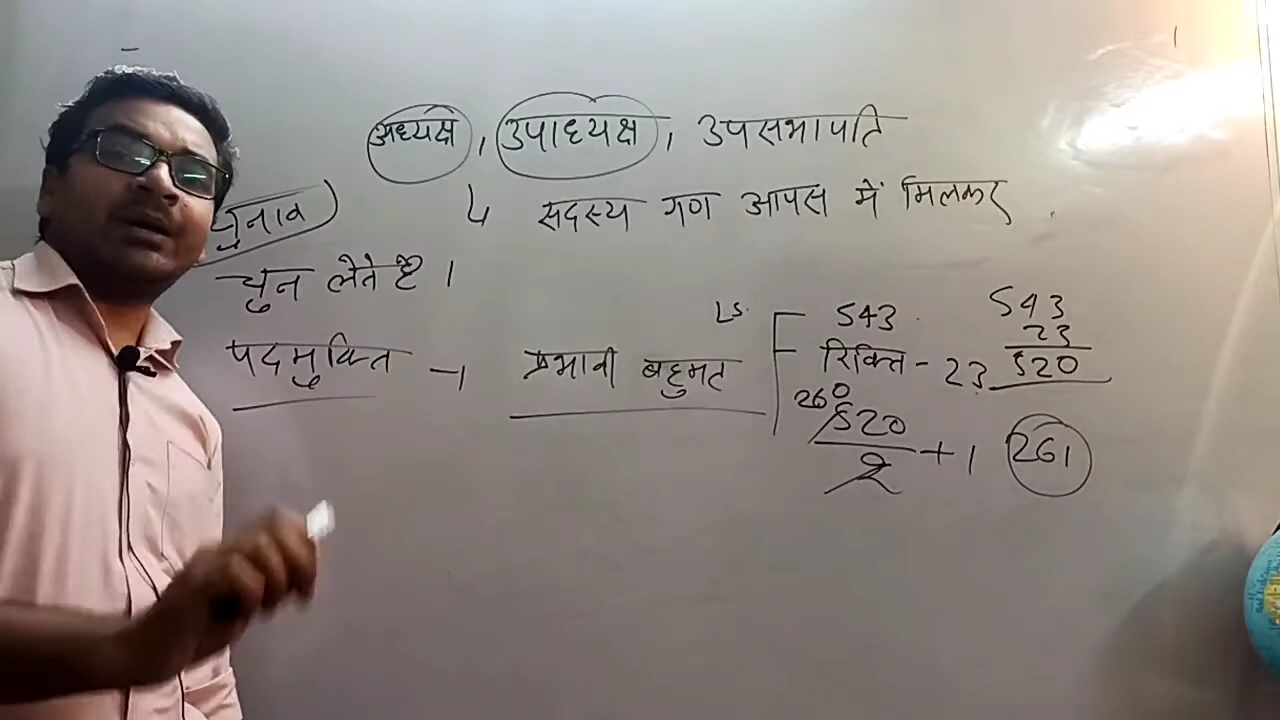 अध्यक्ष, उपाध्यक्ष, उपसभापति
चुनाव ↳ सदस्य गण आपस में मिलकर
चुन लेते है।
पदमुक्ति → प्रभावी बहुमत
LS. 543
रिक्ति - 23
260
520
2
+ 1 261
543
23
520